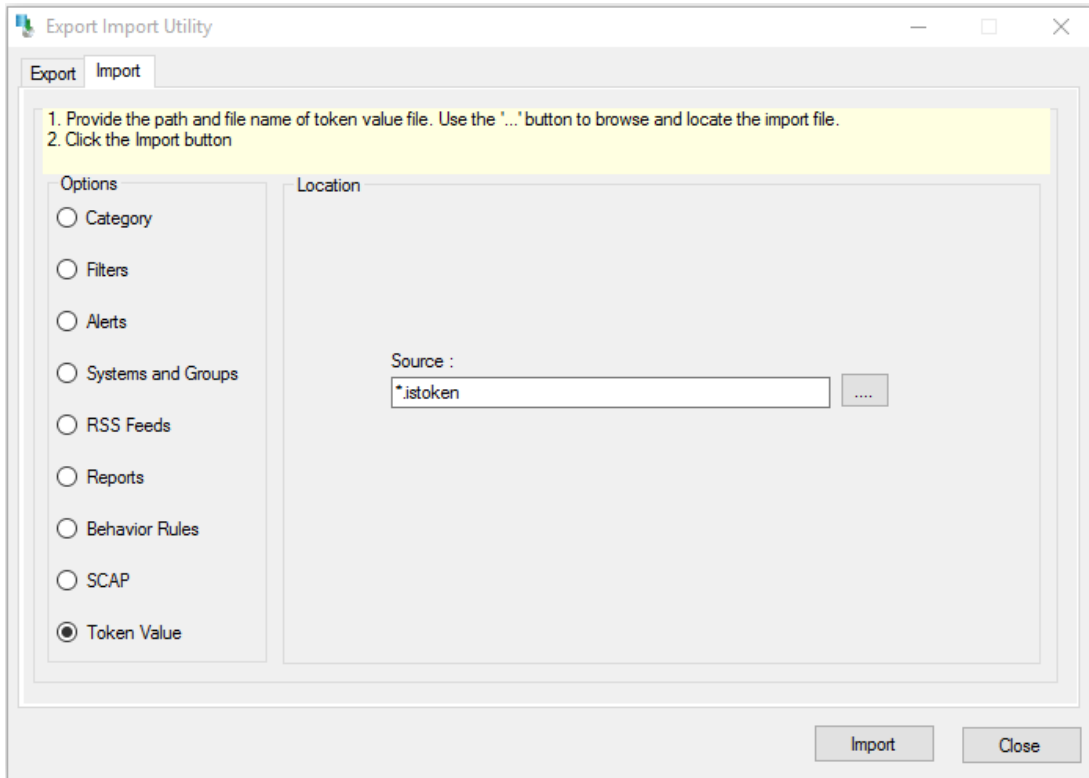 Export Import Utility
Export
Import
1. Provide the path and file name of token value file. Use the '...' button to browse and locate the import file.
2. Click the Import button
Options
Location
Category
Filters
Alerts
Systems and Groups
RSS Feeds
Reports
Behavior Rules
SCAP
Token Value
Source :
*.istoken
....
Import
Close